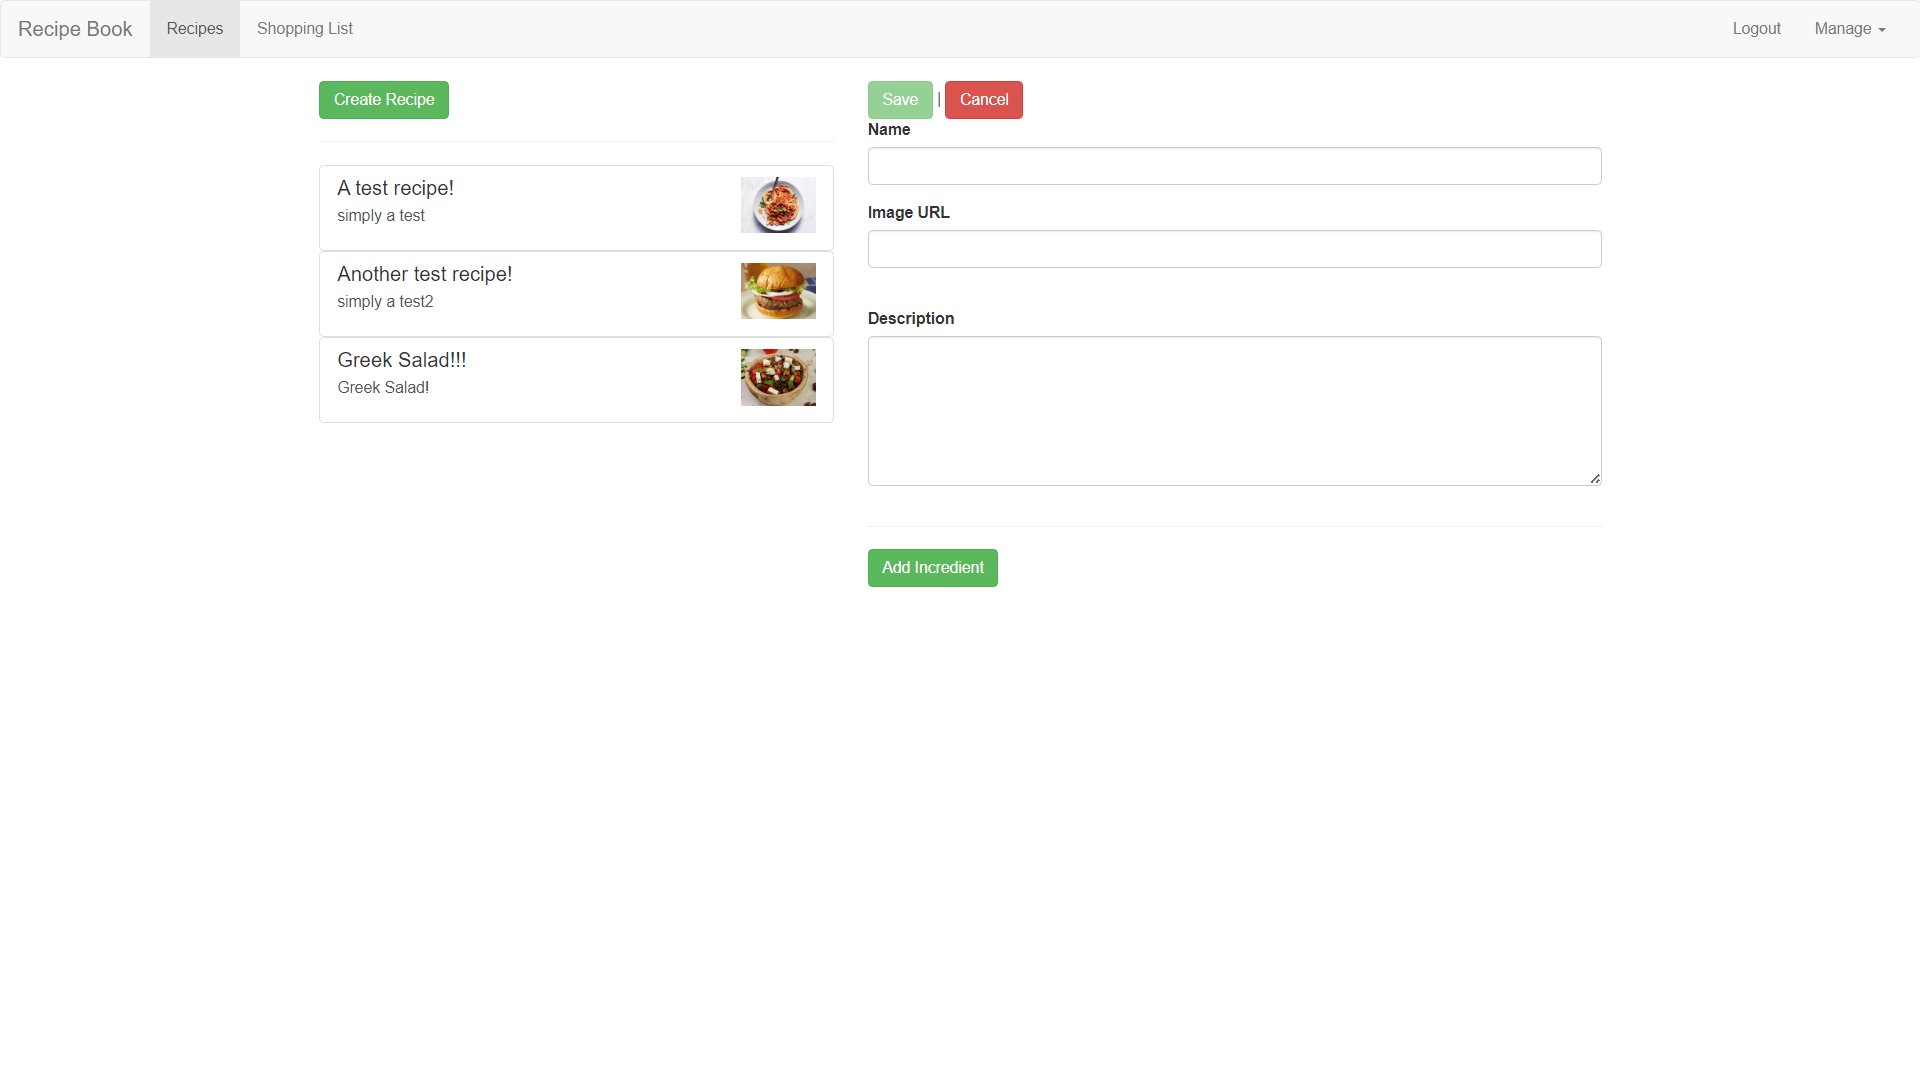 Recipe Book Recipes Shopping List Logout Manage
Create Recipe
A test recipe!
simply a test
Another test recipe!
simply a test2
Greek Salad!!!
Greek Salad!
Save | Cancel
Name
Image URL
Description
Add Incredient